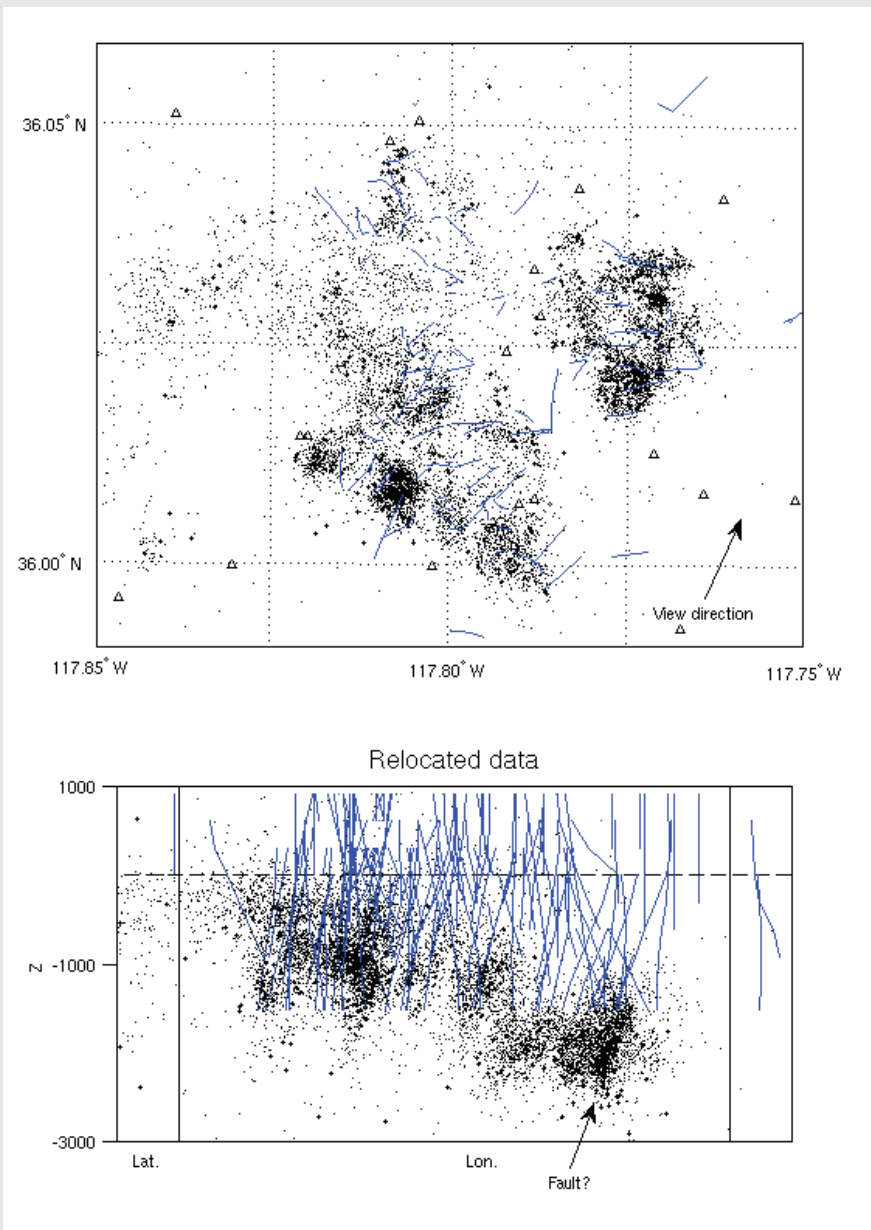 36.05° N
36.00° N
View direction
117.85° W
117.80° W
117.75° W
Relocated data
1000
Z
-1000
-3000
Lat.
Lon.
Fault?